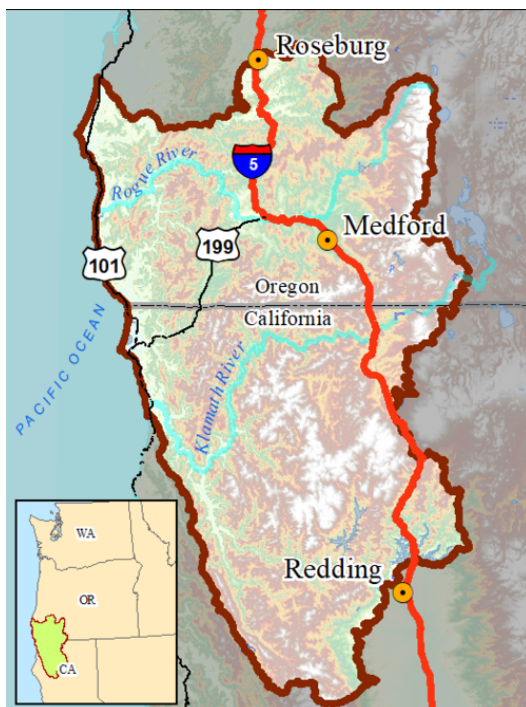 Roseburg
5
Rogue River
Medford
199
101
Oregon
California
PACIFIC OCEAN
Klamath River
WA
Redding
OR
CA